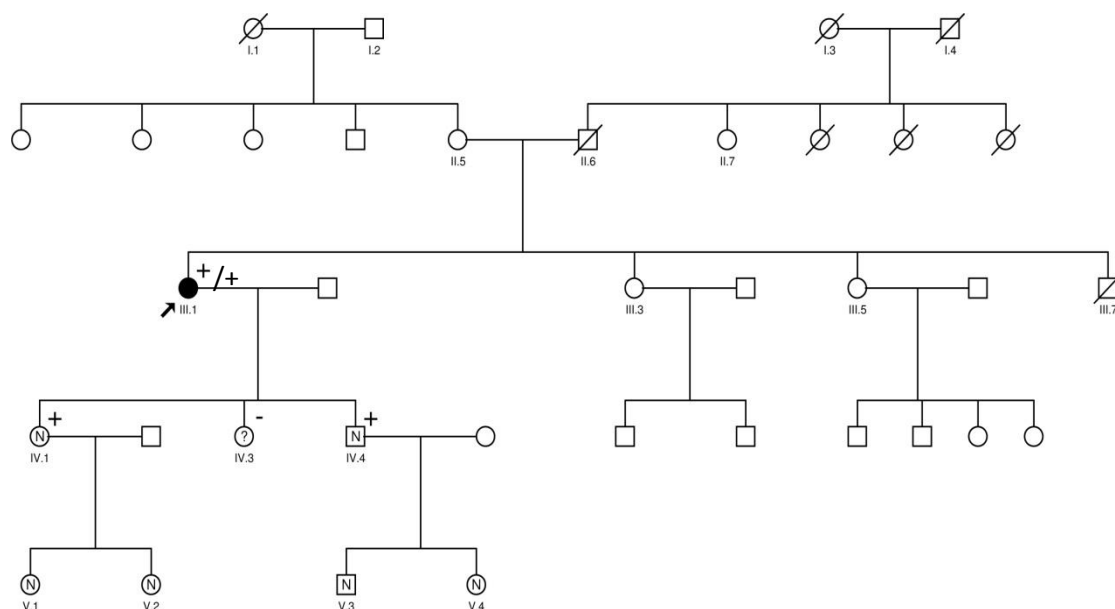 I.1 I.2 I.3 I.4
II.5 II.6 II.7
+/+
III.1 III.3 III.5 III.7
+ - +
N ? N
IV.1 IV.3 IV.4
N N N N
V.1 V.2 V.3 V.4